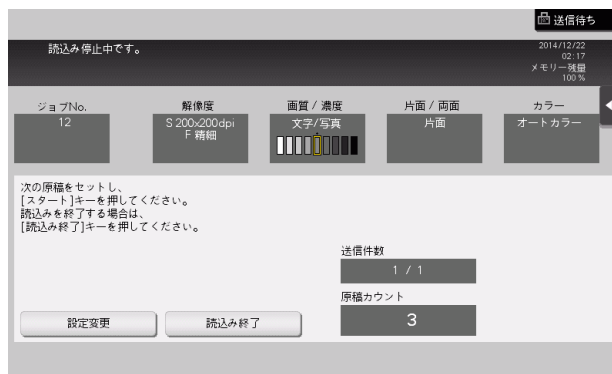 送信待ち
読込み停止中です。
2014/12/22
02:17
メモリー残量
100 %
ジョブNo.
解像度
画質 / 濃度
片面 / 両面
カラー
12
S 200x200dpi
F 精細
文字/写真
片面
オートカラー
次の原稿をセットし、
[スタート]キーを押してください。
読込みを終了する場合は、
[読込み終了]キーを押してください。
送信件数
1 / 1
原稿カウント
3
設定変更
読込み終了